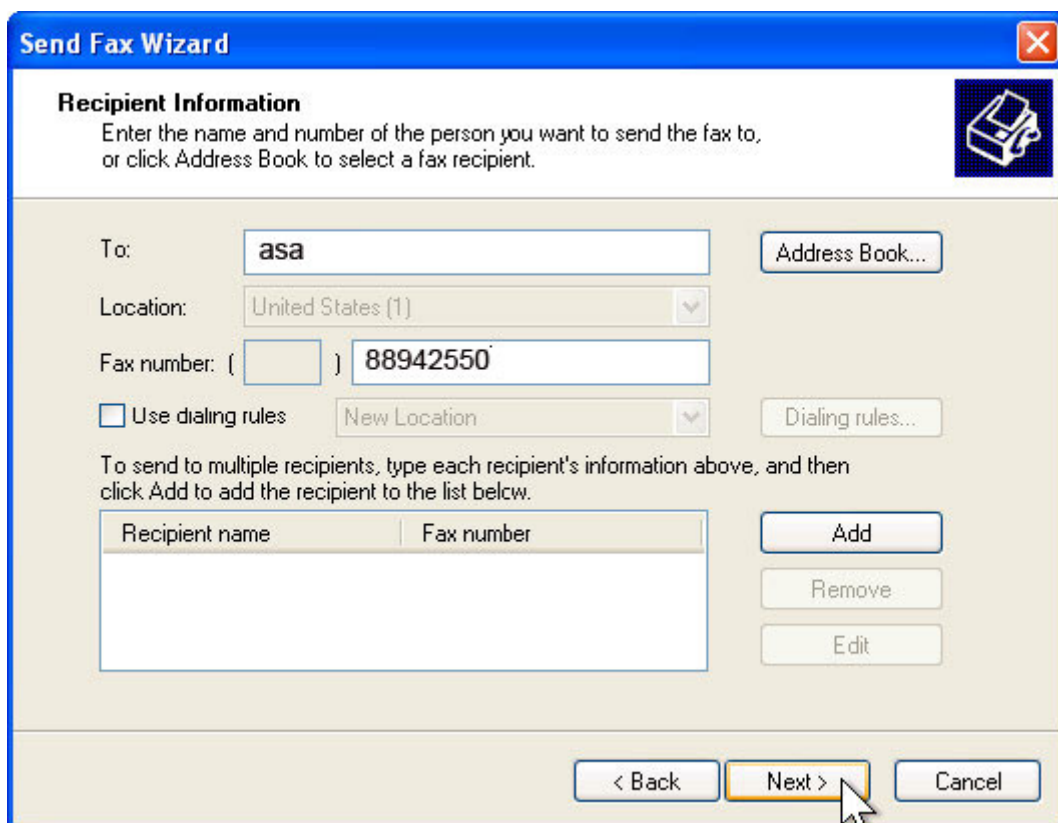 Send Fax Wizard
Recipient Information
Enter the name and number of the person you want to send the fax to,
or click Address Book to select a fax recipient.
To: asa Address Book...
Location: United States (1)
Fax number: ( ) 88942550
Use dialing rules New Location Dialing rules...
To send to multiple recipients, type each recipient's information above, and then
click Add to add the recipient to the list below.
Recipient name Fax number Add
Remove
Edit
< Back Next > Cancel